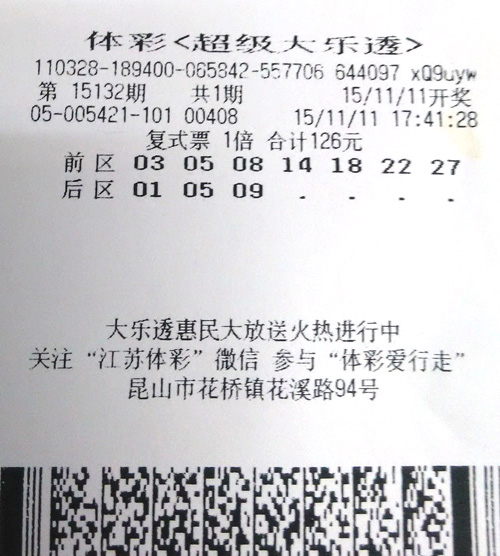 体彩<超级大乐透>
110328-189400-065842-557706 644097 xQ9uyw
第 15132期 共1期 15/11/11开奖
05-005421-101 00408 15/11/11 17:41:28
复式票 1倍 合计126元
前区 03 05 08 14 18 22 27
后区 01 05 09 . . . .
大乐透惠民大放送火热进行中
关注“江苏体彩”微信 参与“体彩爱行走”
昆山市花桥镇花溪路94号